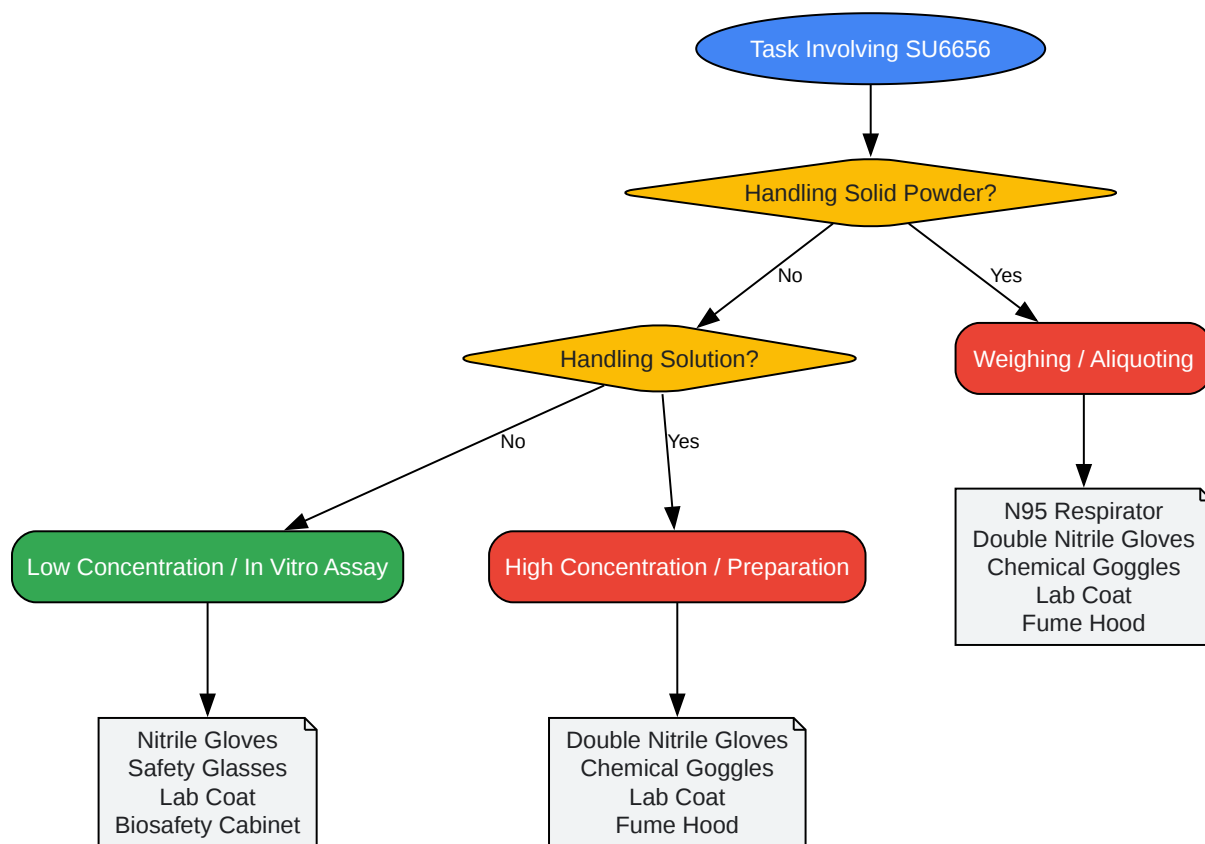 Task Involving SU6656
Handling Solid Powder?
No
Yes
Handling Solution?
Weighing / Aliquoting
No
Yes
N95 Respirator
Double Nitrile Gloves
Chemical Goggles
Lab Coat
Fume Hood
Low Concentration / In Vitro Assay
High Concentration / Preparation
Nitrile Gloves
Safety Glasses
Lab Coat
Biosafety Cabinet
Double Nitrile Gloves
Chemical Goggles
Lab Coat
Fume Hood